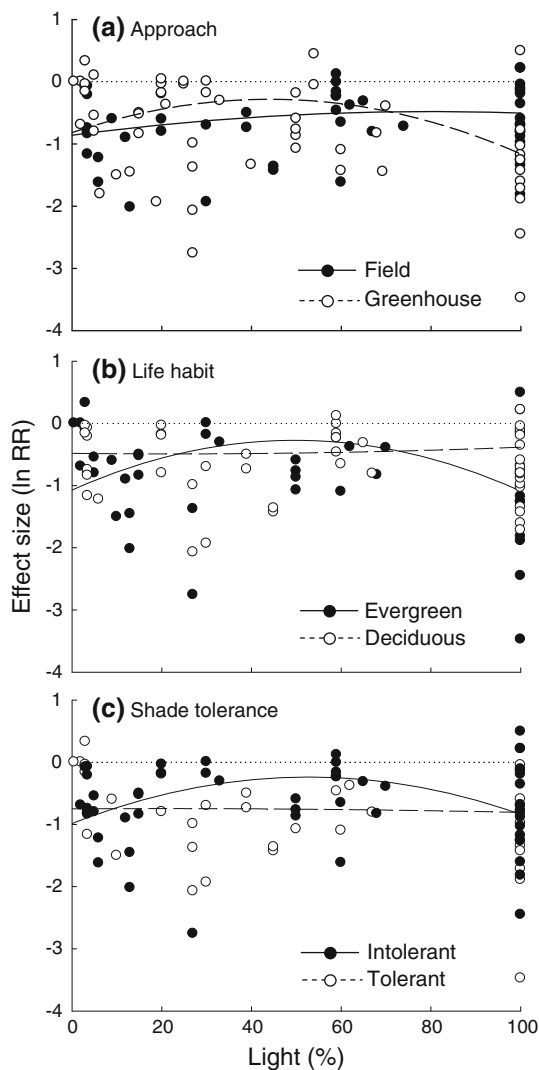 1
(a) Approach
0
-1
-2
-3
Field
Greenhouse
-4
1
(b) Life habit
0
-1
-2
-3
Evergreen
Deciduous
-4
1
(c) Shade tolerance
0
-1
-2
-3
Intolerant
Tolerant
-4
0 20 40 60 80 100
Light (%)
Effect size (ln RR)